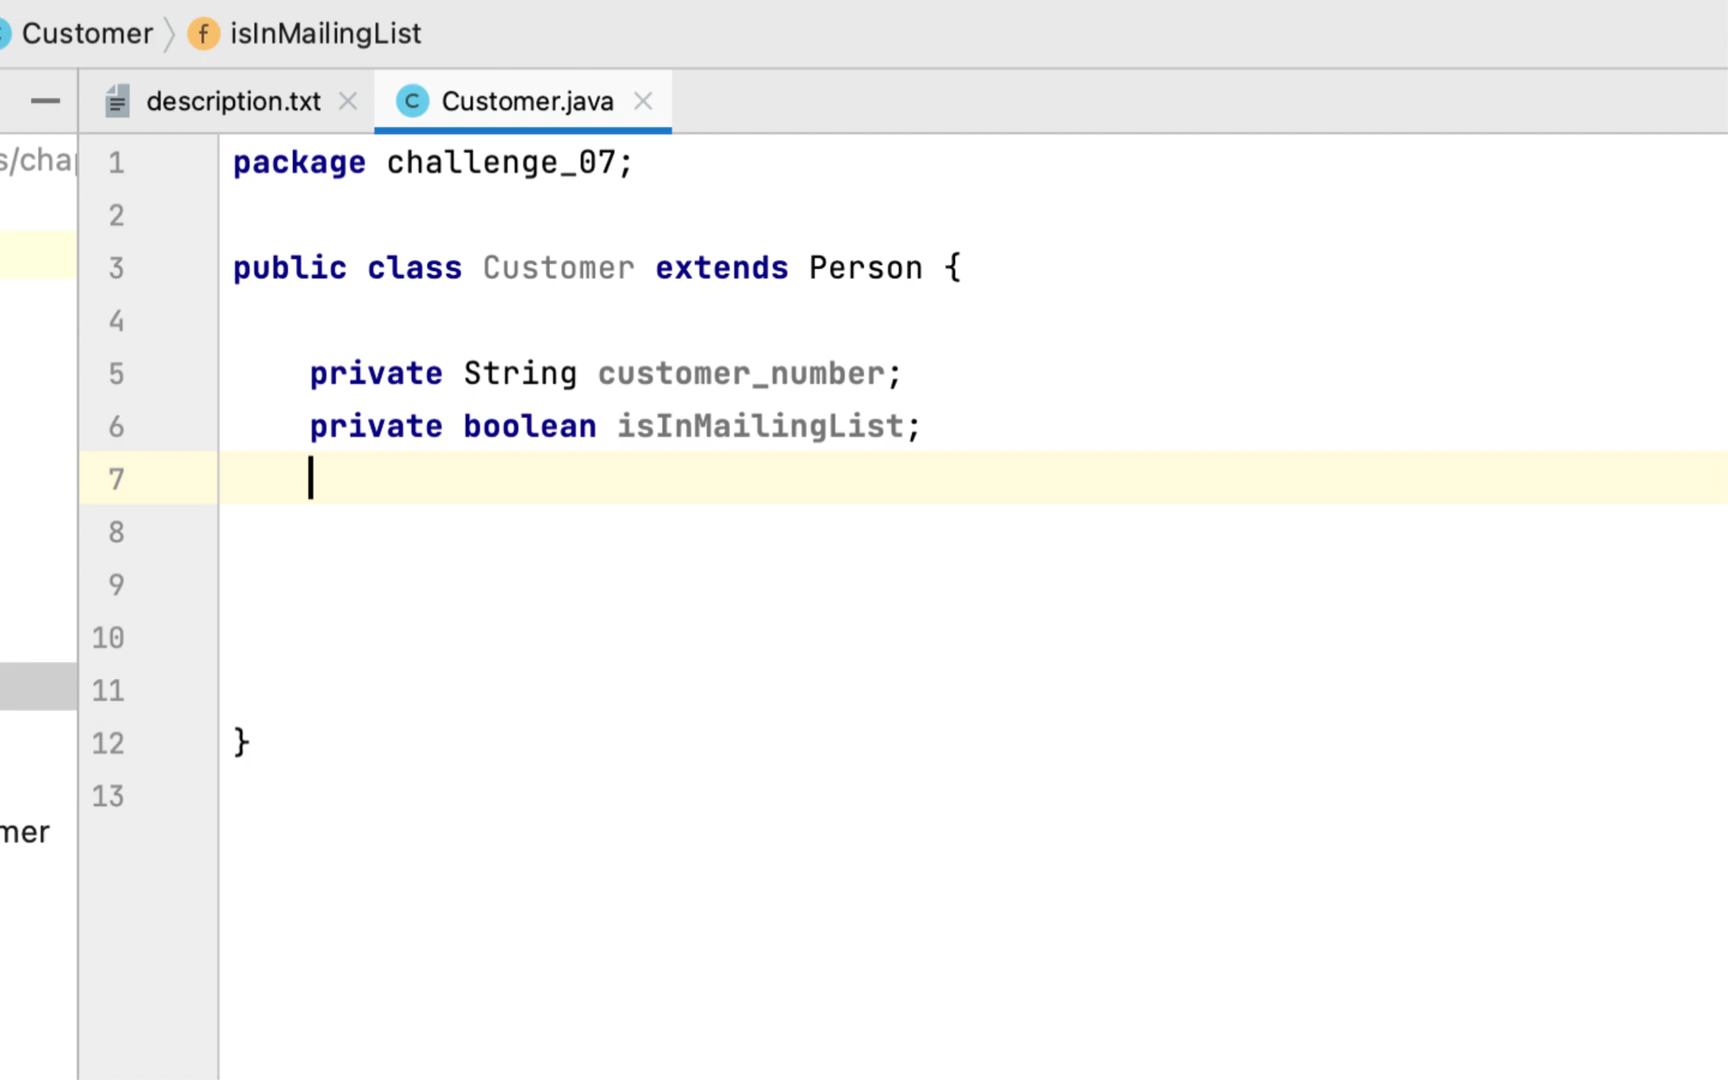 Customer 〉 f isInMailingList
description.txt C Customer.java
s/cha
1 package challenge_07;
2
3 public class Customer extends Person {
4
5 private String customer_number;
6 private boolean isInMailingList;
7
8
9
10
11
12 }
13
mer